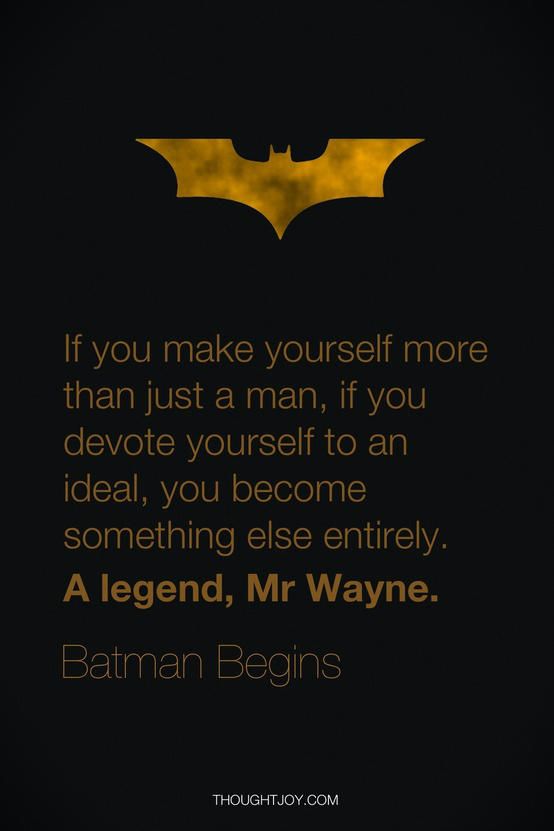 If you make yourself more
than just a man, if you
devote yourself to an
ideal, you become
something else entirely.
A legend, Mr Wayne.
Batman Begins
THOUGHTJOY.COM